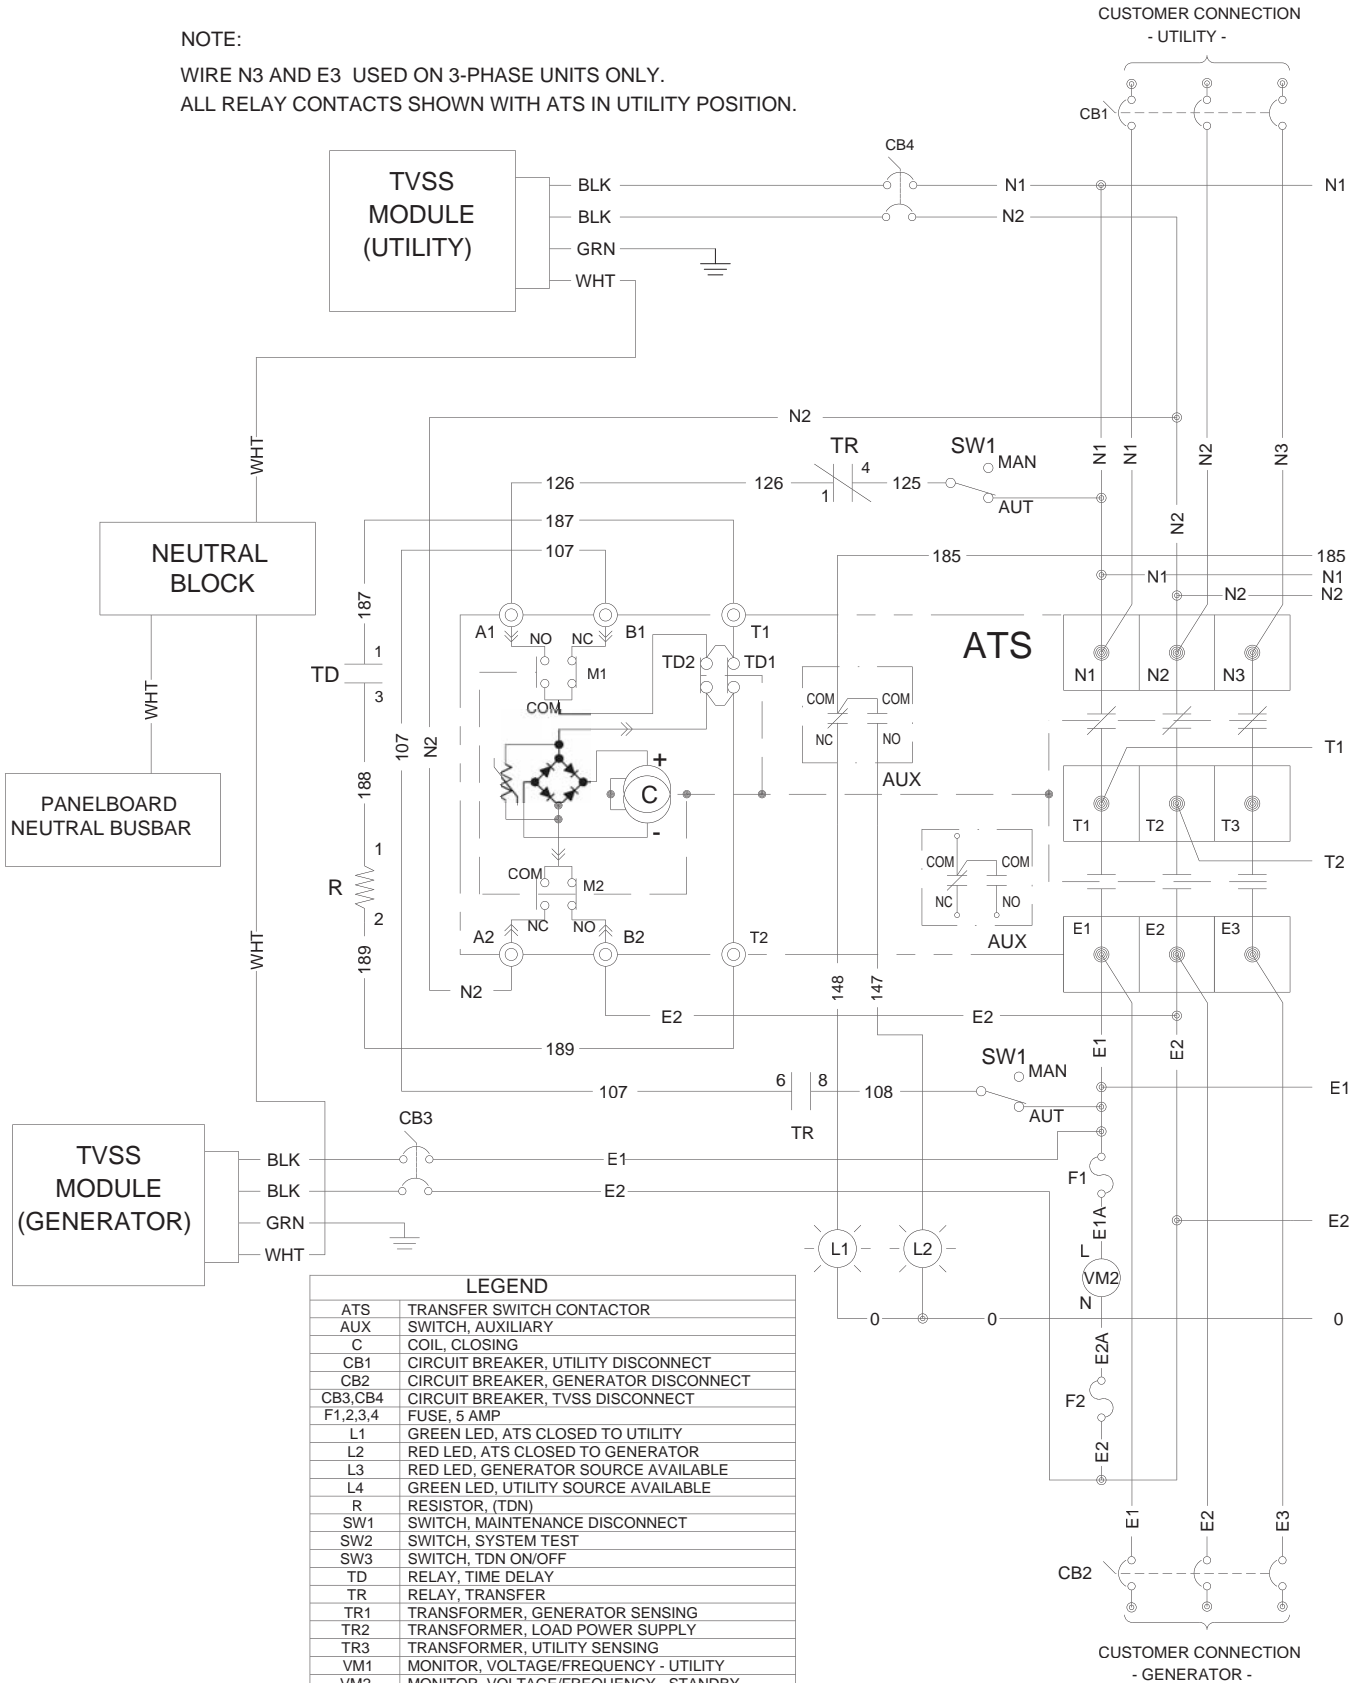 CUSTOMER CONNECTION
- UTILITY -
NOTE:
WIRE N3 AND E3 USED ON 3-PHASE UNITS ONLY.
ALL RELAY CONTACTS SHOWN WITH ATS IN UTILITY POSITION.
CB1
CB4
TVSS
MODULE
(UTILITY)
BLK
N1
N1
BLK
N2
GRN
WHT
WHT
N2
TR
4
1
SW1
MAN
AUT
126
126
125
N1
N1
N2
N3
N2
187
107
185
185
N1
N1
N2
N2
NEUTRAL
BLOCK
187
TD
1
3
A1
NO
NC
B1
T1
M1
COM
TD2
TD1
ATS
N1
N2
N3
WHT
107
N2
188
COM
COM
NC
NO
AUX
T1
+
C
-
PANELBOARD
NEUTRAL BUSBAR
T1
T2
T3
T2
R
1
2
COM
M2
NC
NO
A2
B2
T2
COM
COM
NC
NO
AUX
E1
E2
E3
WHT
189
N2
148
147
E2
E2
189
SW1
MAN
AUT
E1
E2
107
6
8
TR
108
E1
CB3
TVSS
MODULE
(GENERATOR)
BLK
E1
BLK
E2
GRN
WHT
F1
E1A
E2
L
VM2
N
L1
L2
0
0
0
E2A
F2
E2
E1
E2
E3
CB2
CUSTOMER CONNECTION
- GENERATOR -
LEGEND
ATS TRANSFER SWITCH CONTACTOR
AUX SWITCH, AUXILIARY
C COIL, CLOSING
CB1 CIRCUIT BREAKER, UTILITY DISCONNECT
CB2 CIRCUIT BREAKER, GENERATOR DISCONNECT
CB3,CB4 CIRCUIT BREAKER, TVSS DISCONNECT
F1,2,3,4 FUSE, 5 AMP
L1 GREEN LED, ATS CLOSED TO UTILITY
L2 RED LED, ATS CLOSED TO GENERATOR
L3 RED LED, GENERATOR SOURCE AVAILABLE
L4 GREEN LED, UTILITY SOURCE AVAILABLE
R RESISTOR, (TDN)
SW1 SWITCH, MAINTENANCE DISCONNECT
SW2 SWITCH, SYSTEM TEST
SW3 SWITCH, TDN ON/OFF
TD RELAY, TIME DELAY
TR RELAY, TRANSFER
TR1 TRANSFORMER, GENERATOR SENSING
TR2 TRANSFORMER, LOAD POWER SUPPLY
TR3 TRANSFORMER, UTILITY SENSING
VM1 MONITOR, VOLTAGE/FREQUENCY - UTILITY
VM2 MONITOR, VOLTAGE/FREQUENCY - STANDBY